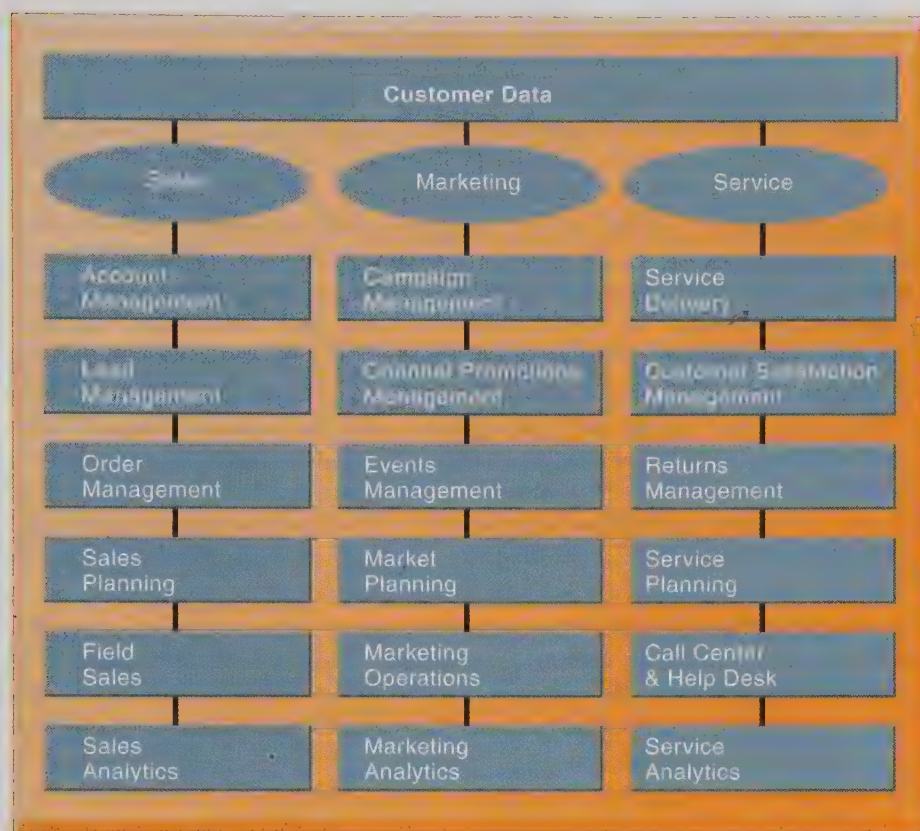 Customer Data
Sales
Marketing
Service
Account
Management
Campaign
Management
Service
Delivery
Lead
Management
Channel Promotions
Management
Customer Satisfaction
Management
Order
Management
Events
Management
Returns
Management
Sales
Planning
Market
Planning
Service
Planning
Field
Sales
Marketing
Operations
Call Center
& Help Desk
Sales
Analytics
Marketing
Analytics
Service
Analytics